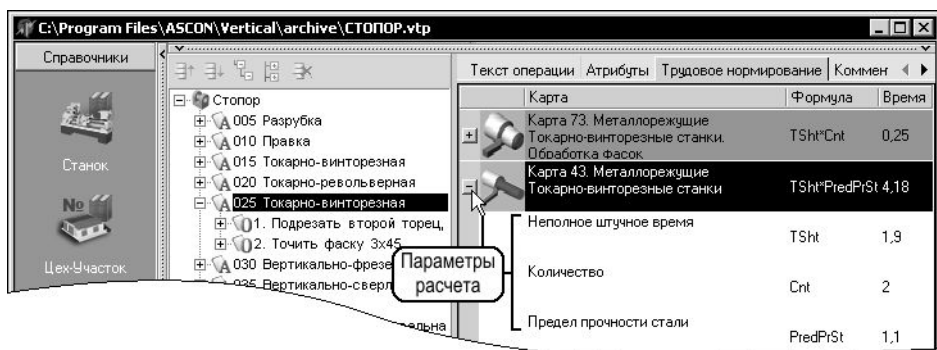 C:\Program Files\ASCON\Vertical\archive\СТОПОР.vtp
Справочники
Станок
№
Цех-Участок
Стопор
005 Разрубка
010 Правка
015 Токарно-винторезная
020 Токарно-револьверная
025 Токарно-винторезная
1. Подрезать второй торец,
2. Точить фаску 3х45
030 Вертикально-фрезе
035 Вертикально-сверл
Текст операции Атрибуты Трудовое нормирование Коммен
Карта Формула Время
Карта 73. Металлорежущие
Токарно-винторезные станки. TSht*Cnt 0,25
Обработка фасок
Карта 43. Металлорежущие
Токарно-винторезные станки TSht*PredPrSt 4,18
Неполное штучное время
TSht 1,9
Количество
Cnt 2
Предел прочности стали
PredPrSt 1,1
Параметры
расчета